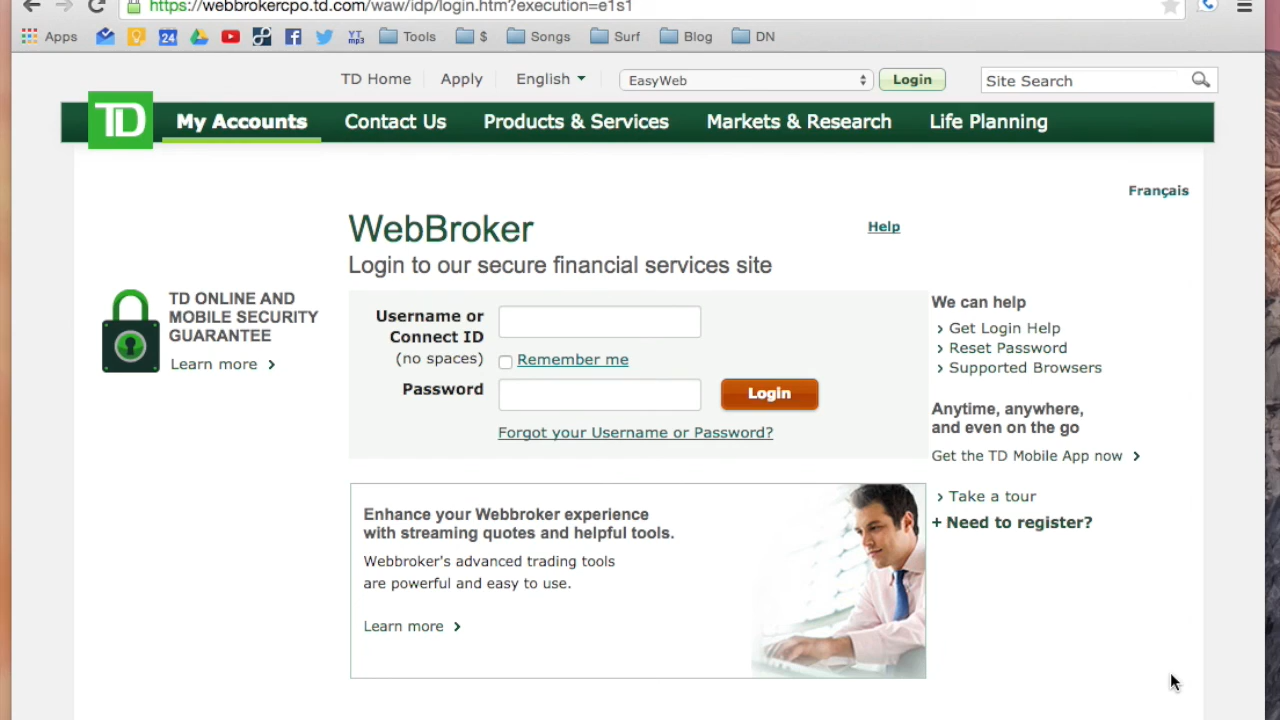 https://webbrokercpo.td.com/waw/idp/login.htm?execution=e1s1
Apps 24 YT mp3 Tools $ Songs Surf Blog DN
TD Home Apply English EasyWeb Login Site Search
TD My Accounts Contact Us Products & Services Markets & Research Life Planning
Français
WebBroker
Help
Login to our secure financial services site
TD ONLINE AND
MOBILE SECURITY
GUARANTEE
Learn more >
Username or
Connect ID
(no spaces)
Remember me
Password
Login
Forgot your Username or Password?
We can help
> Get Login Help
> Reset Password
> Supported Browsers
Anytime, anywhere,
and even on the go
Get the TD Mobile App now >
> Take a tour
+ Need to register?
Enhance your Webbroker experience
with streaming quotes and helpful tools.
Webbroker's advanced trading tools
are powerful and easy to use.
Learn more >